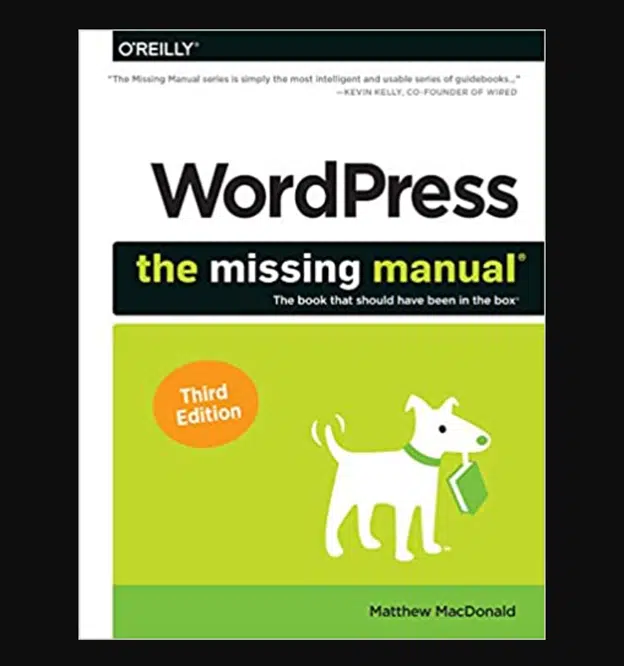 O'REILLY®
"The Missing Manual series is simply the most intelligent and usable series of guidebooks..."
—KEVIN KELLY, CO-FOUNDER OF WIRED
WordPress
the missing manual®
The book that should have been in the box®
Third
Edition
Matthew MacDonald